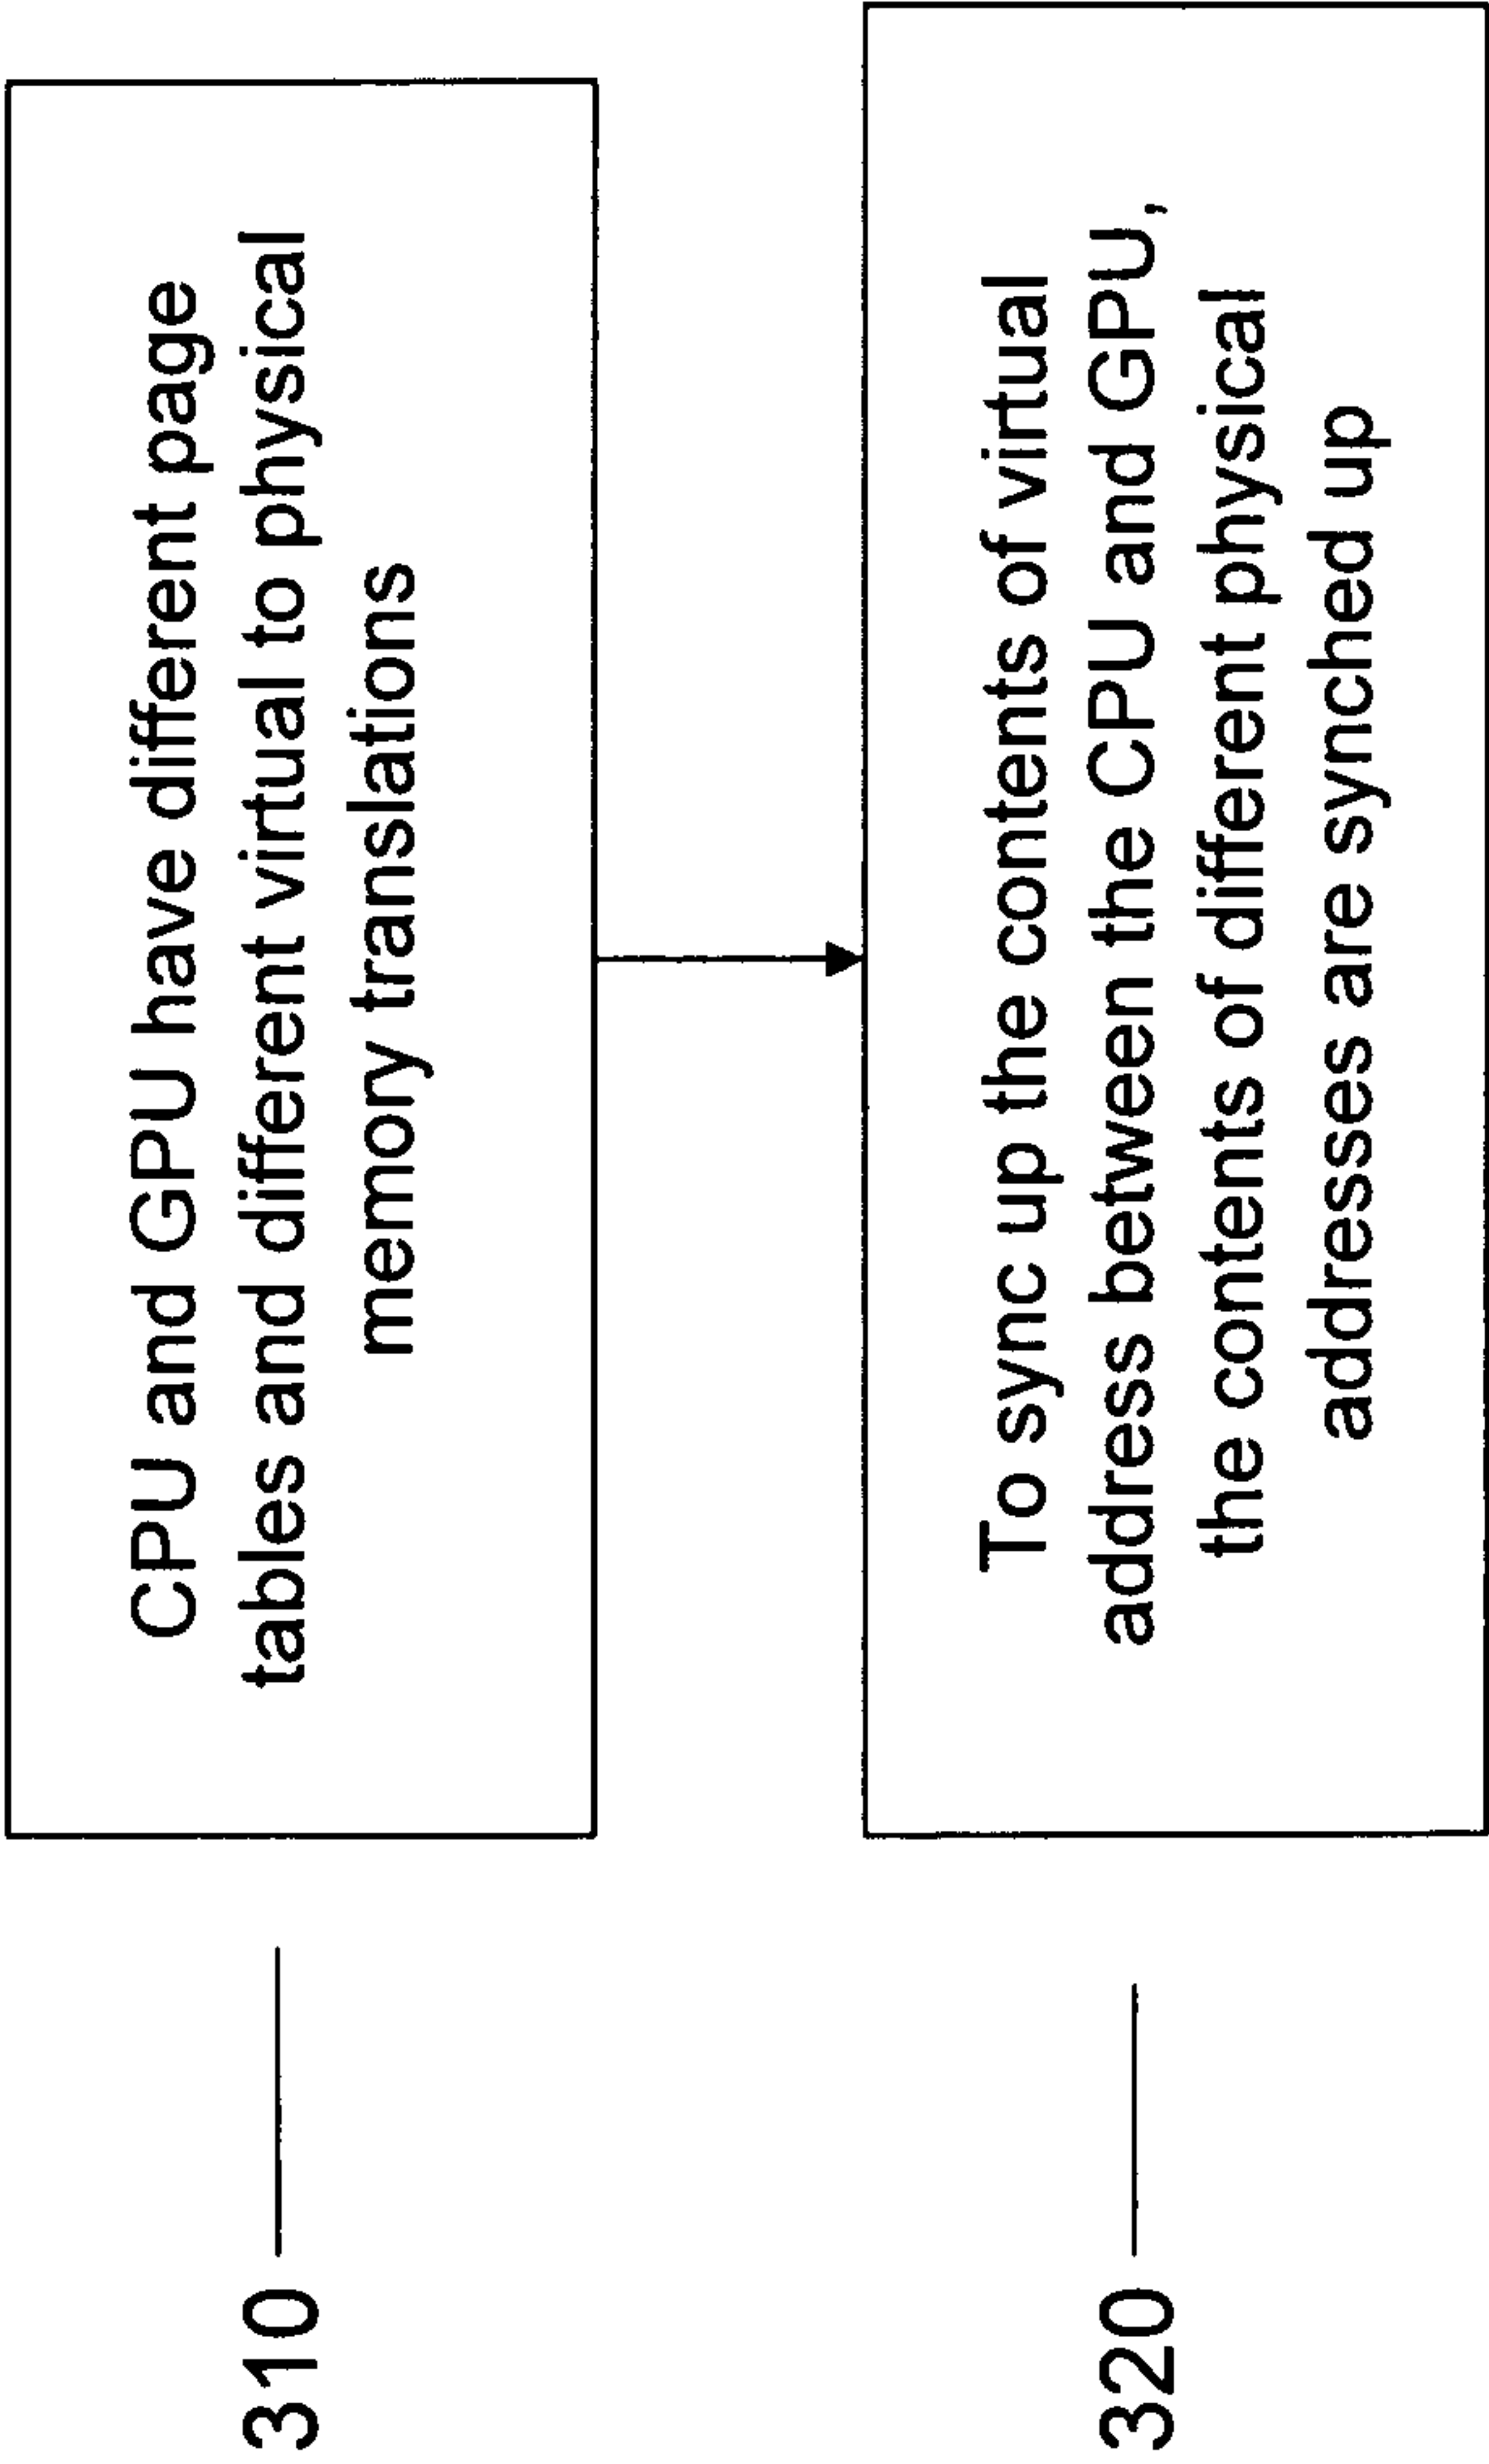 310
CPU and GPU have different page
tables and different virtual to physical
memory translations
320
To sync up the contents of virtual
address between the CPU and GPU,
the contents of different physical
addresses are synched up